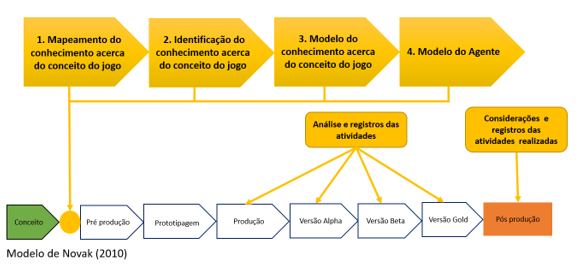 1. Mapeamento do
conhecimento acerca
do conceito do jogo
2. Identificação do
conhecimento acerca
do conceito do jogo
3. Modelo do
conhecimento acerca
do conceito do jogo
4. Modelo do Agente
Análise e registros das
atividades
Considerações e
registros das
atividades realizadas
Conceito
Pré produção
Prototipagem
Produção
Versão Alpha
Versão Beta
Versão Gold
Pós produção
Modelo de Novak (2010)